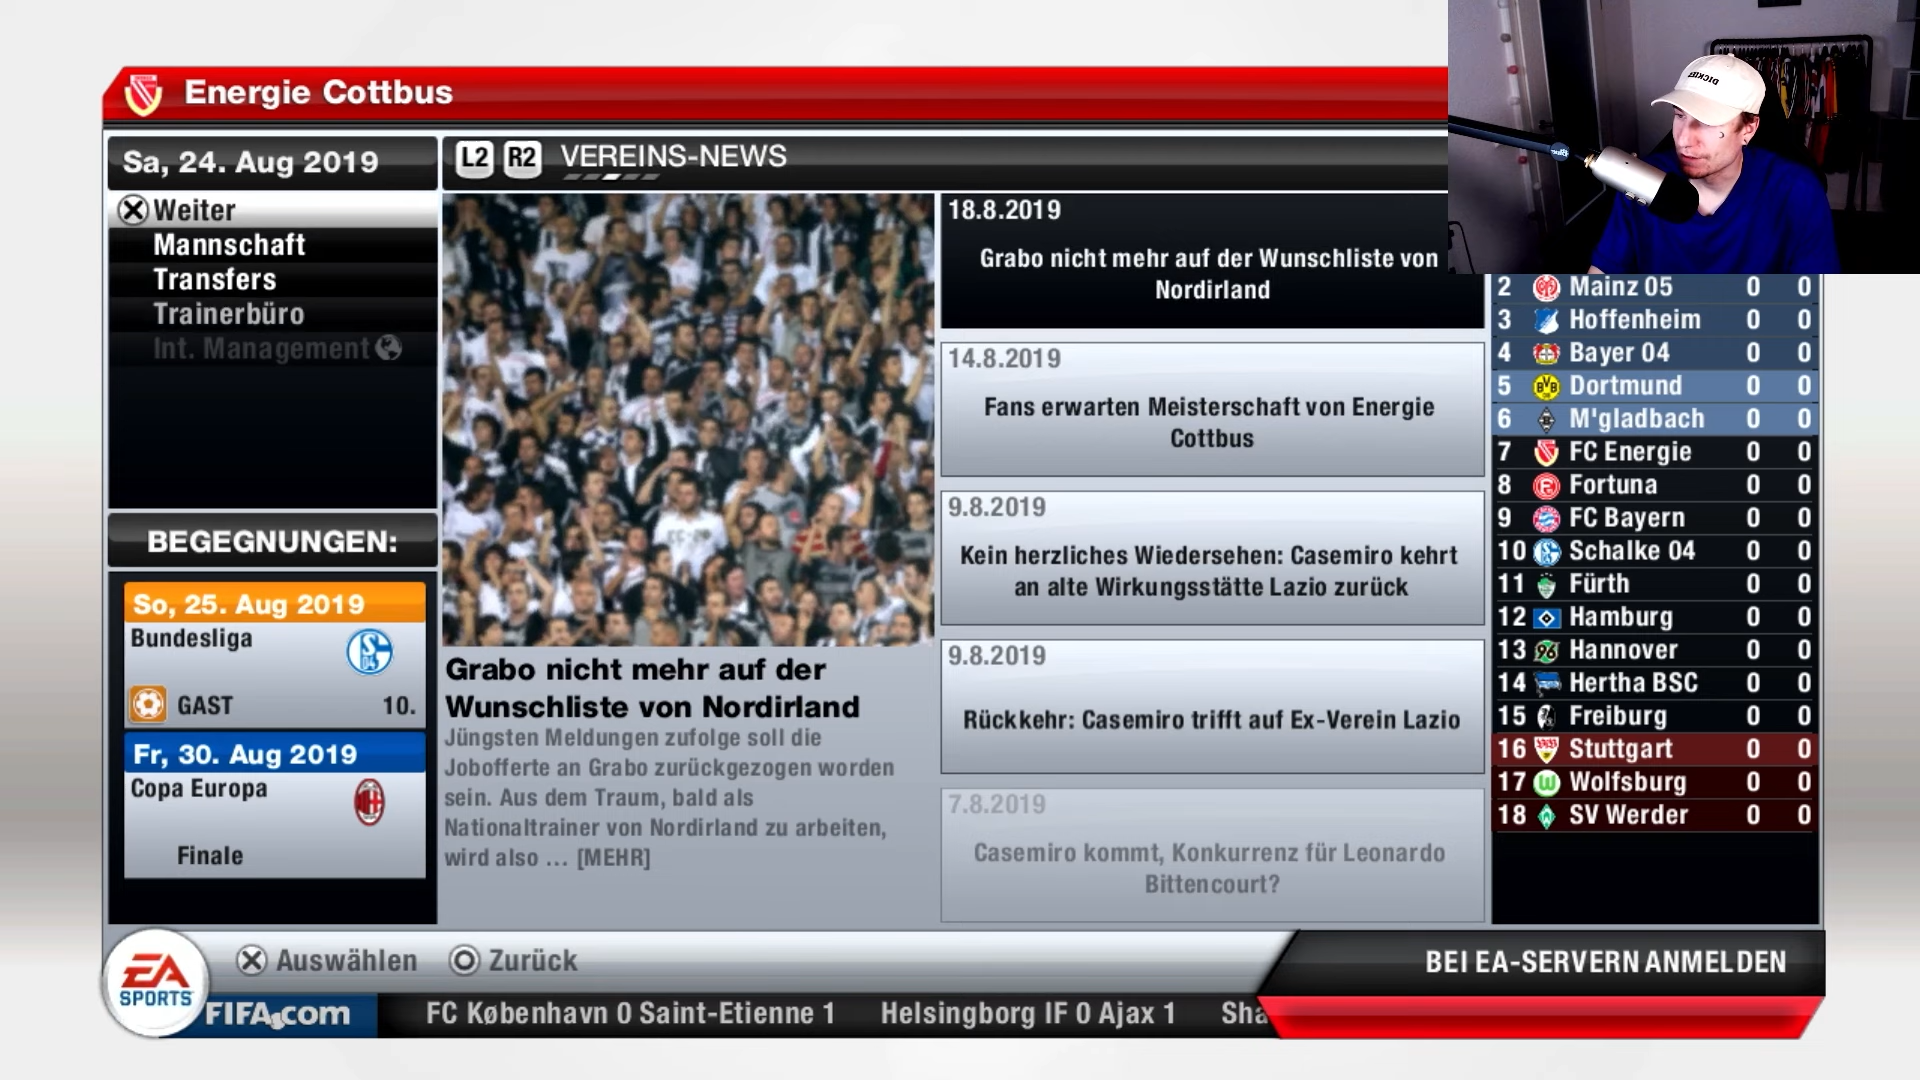 Energie Cottbus
Sa, 24. Aug 2019
Weiter
Mannschaft
Transfers
Trainerbüro
Int. Management
BEGEGNUNGEN:
So, 25. Aug 2019
Bundesliga
GAST 10.
Fr, 30. Aug 2019
Copa Europa
Finale
L2 R2 VEREINS-NEWS
Grabo nicht mehr auf der
Wunschliste von Nordirland
Jüngsten Meldungen zufolge soll die
Jobofferte an Grabo zurückgezogen worden
sein. Aus dem Traum, bald als
Nationaltrainer von Nordirland zu arbeiten,
wird also ... [MEHR]
18.8.2019
Grabo nicht mehr auf der Wunschliste von
Nordirland
14.8.2019
Fans erwarten Meisterschaft von Energie
Cottbus
9.8.2019
Kein herzliches Wiedersehen: Casemiro kehrt
an alte Wirkungsstätte Lazio zurück
9.8.2019
Rückkehr: Casemiro trifft auf Ex-Verein Lazio
7.8.2019
Casemiro kommt, Konkurrenz für Leonardo
Bittencourt?
DICKIES
2 Mainz 05 0 0
3 Hoffenheim 0 0
4 Bayer 04 0 0
5 BVB Dortmund 0 0
6 M'gladbach 0 0
7 FC Energie 0 0
8 Fortuna 0 0
9 FC Bayern 0 0
10 Schalke 04 0 0
11 Fürth 0 0
12 Hamburg 0 0
13 96 Hannover 0 0
14 Hertha BSC 0 0
15 Freiburg 0 0
16 Stuttgart 0 0
17 Wolfsburg 0 0
18 SV Werder 0 0
Auswählen Zurück
BEI EA-SERVERN ANMELDEN
EA
SPORTS
FIFA.com
FC København 0 Saint-Etienne 1 Helsingborg IF 0 Ajax 1 Sha